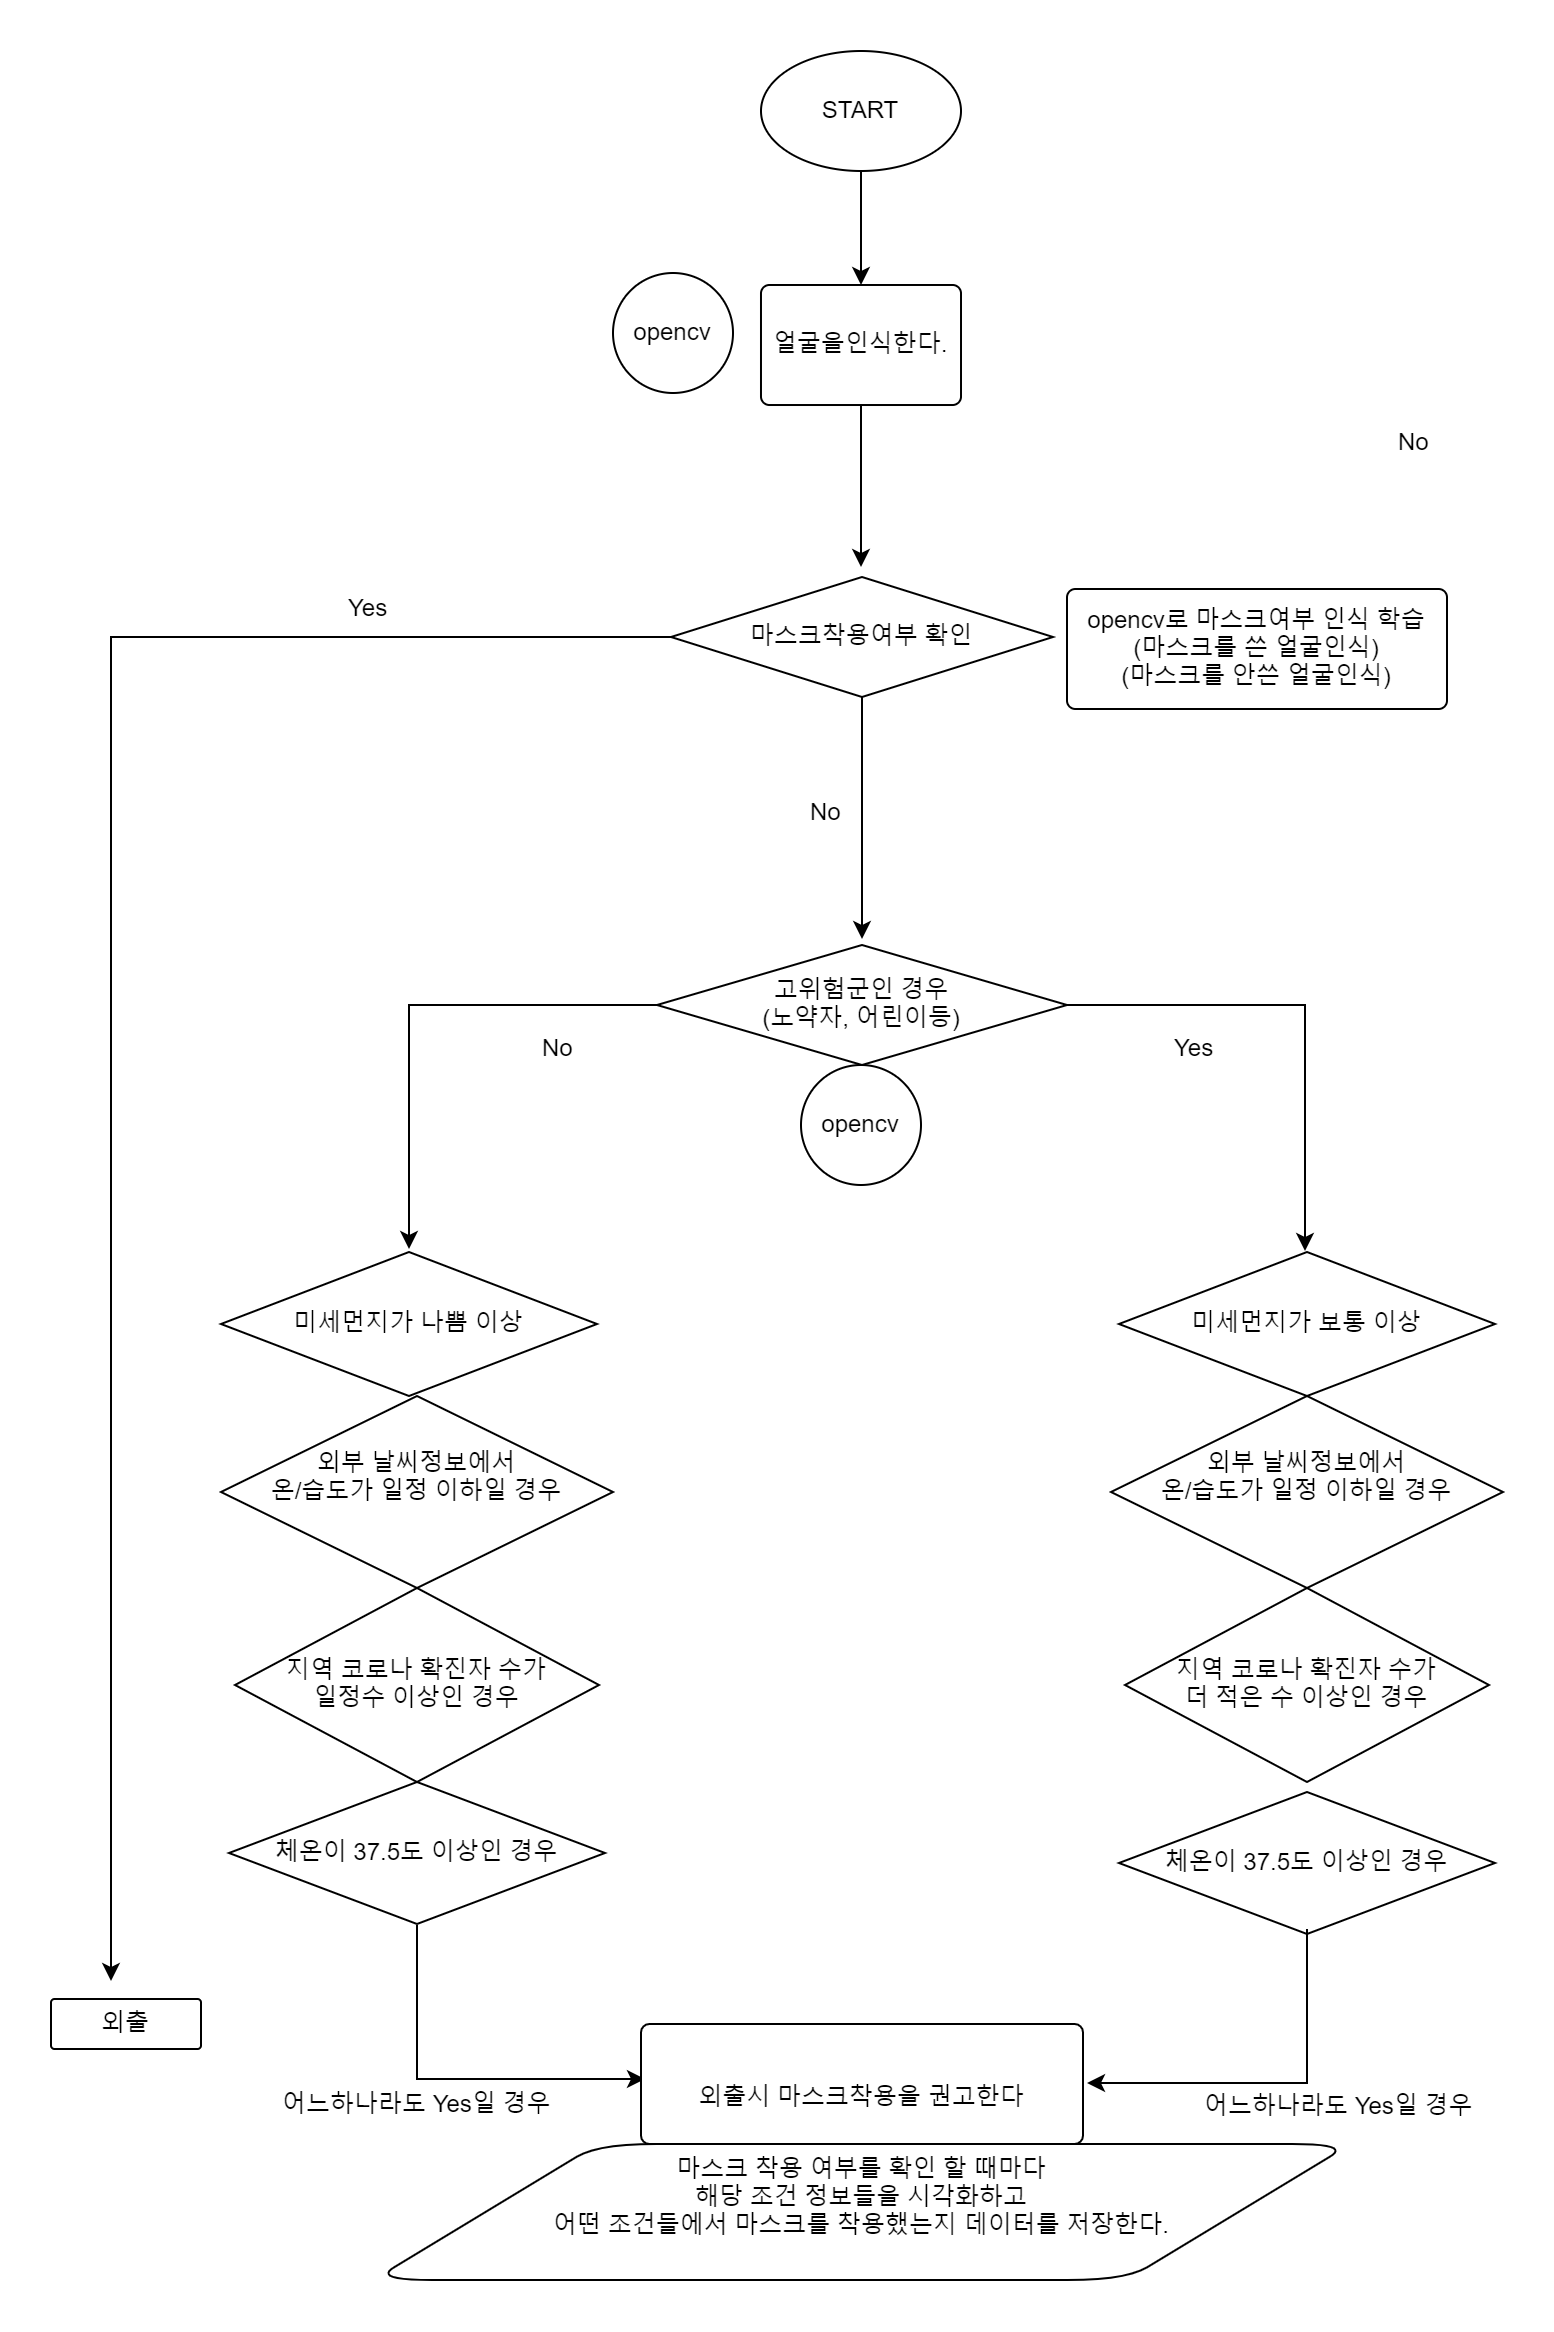 START
opencv
얼굴을인식한다.
No
Yes
마스크착용여부 확인
opencv로 마스크여부 인식 학습
(마스크를 쓴 얼굴인식)
(마스크를 안쓴 얼굴인식)
No
고위험군인 경우
(노약자, 어린이등)
No
Yes
opencv
미세먼지가 나쁨 이상
미세먼지가 보통 이상
외부 날씨정보에서
온/습도가 일정 이하일 경우
외부 날씨정보에서
온/습도가 일정 이하일 경우
지역 코로나 확진자 수가
일정수 이상인 경우
지역 코로나 확진자 수가
더 적은 수 이상인 경우
체온이 37.5도 이상인 경우
체온이 37.5도 이상인 경우
외출
외출시 마스크착용을 권고한다
어느하나라도 Yes일 경우
어느하나라도 Yes일 경우
마스크 착용 여부를 확인 할 때마다
해당 조건 정보들을 시각화하고
어떤 조건들에서 마스크를 착용했는지 데이터를 저장한다.